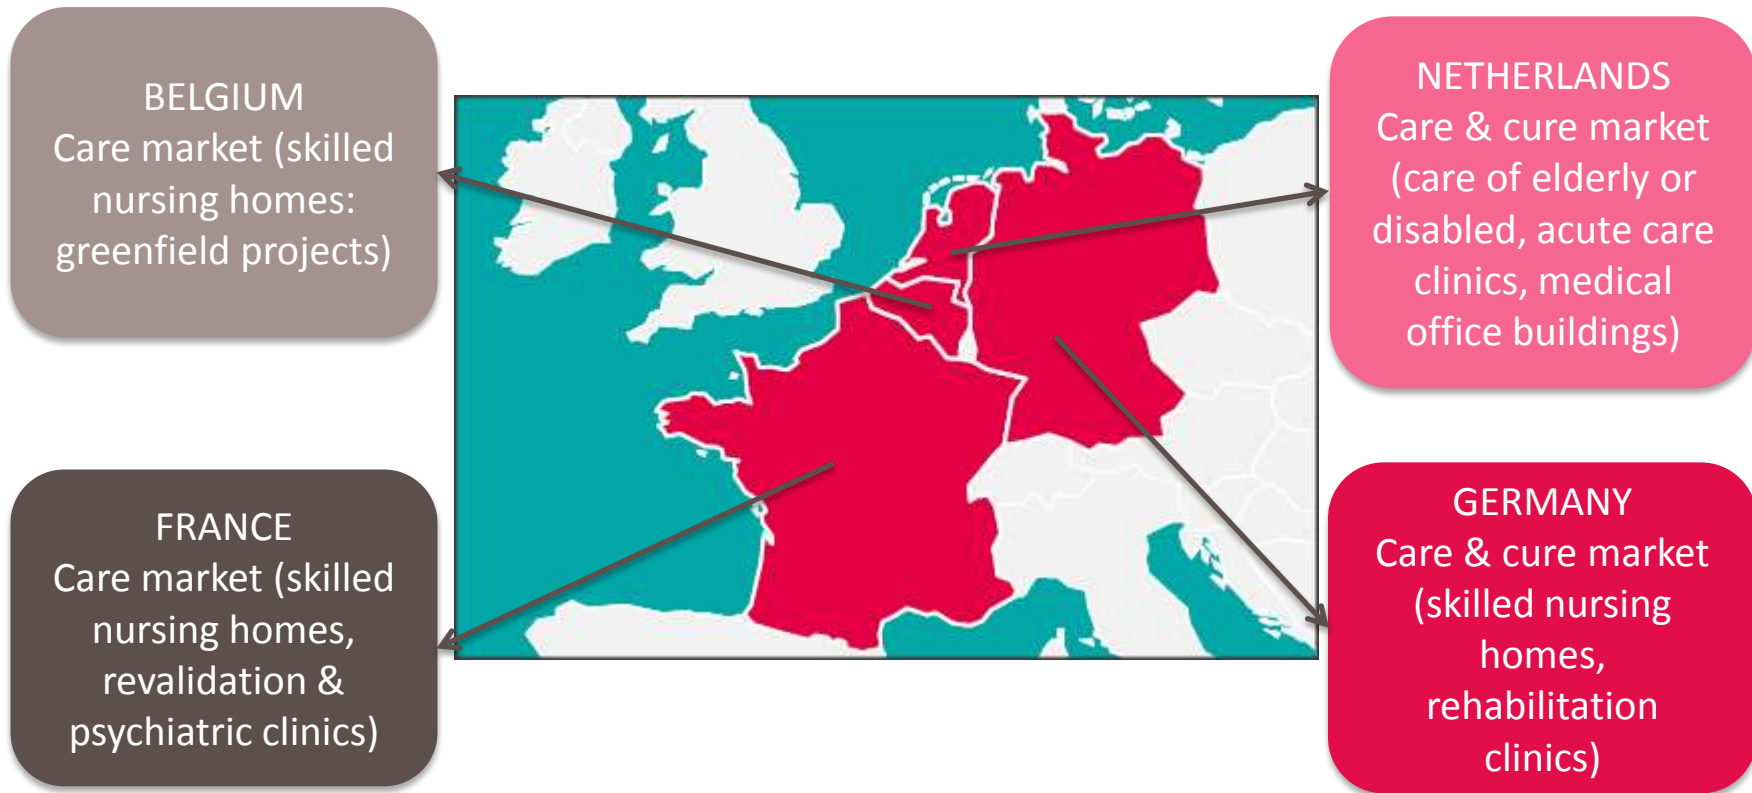 BELGIUM
Care market (skilled
nursing homes:
greenfield projects)
NETHERLANDS
Care & cure market
(care of elderly or
disabled, acute care
clinics, medical
office buildings)
FRANCE
Care market (skilled
nursing homes,
revalidation &
psychiatric clinics)
GERMANY
Care & cure market
(skilled nursing
homes,
rehabilitation
clinics)